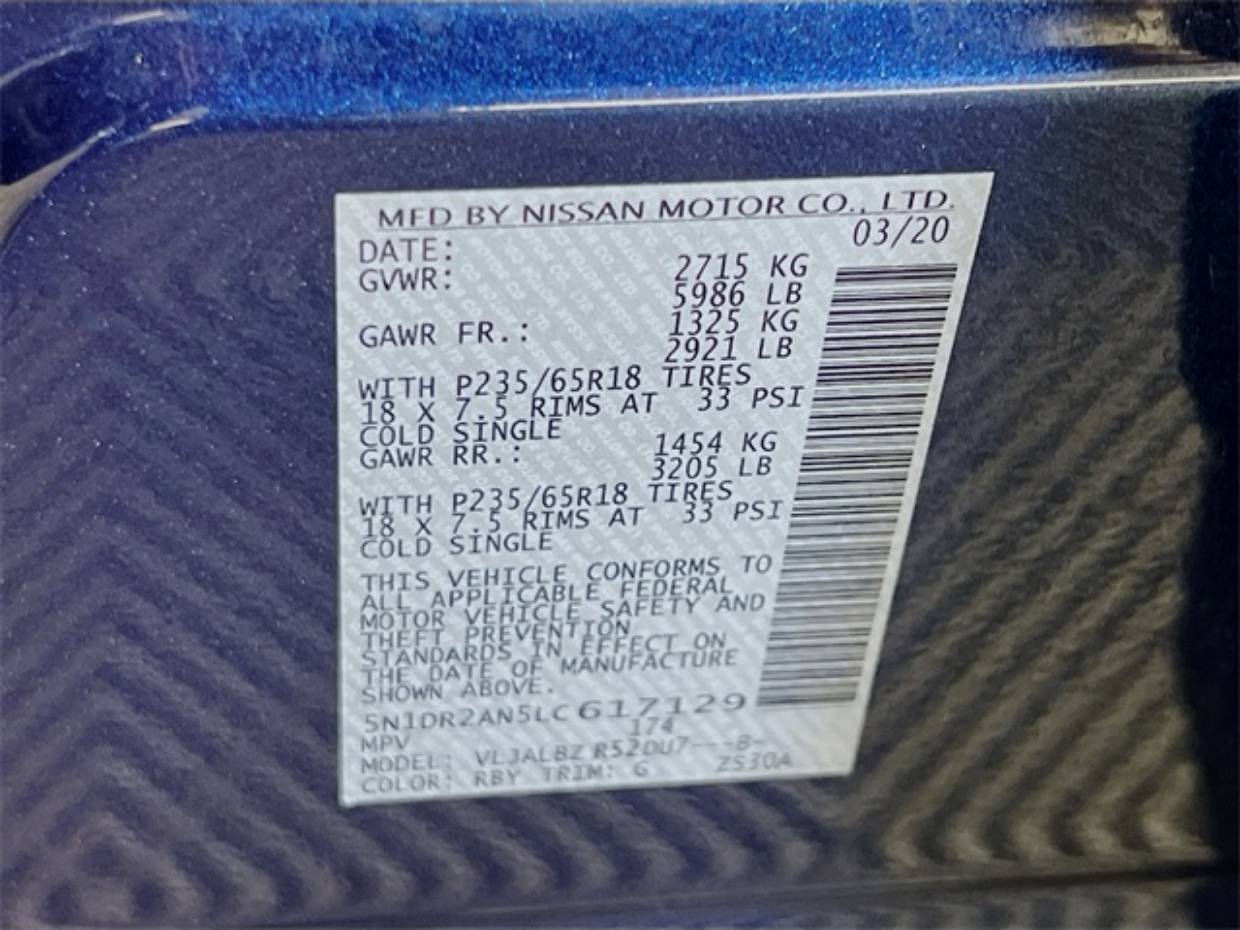 MFD BY NISSAN MOTOR CO., LTD.
DATE: 03/20
GVWR: 2715 KG
5986 LB
GAWR FR.: 1325 KG
2921 LB
WITH P235/65R18 TIRES
18 X 7.5 RIMS AT 33 PSI
COLD SINGLE
GAWR RR.: 1454 KG
3205 LB
WITH P235/65R18 TIRES
18 X 7.5 RIMS AT 33 PSI
COLD SINGLE
THIS VEHICLE CONFORMS TO
ALL APPLICABLE FEDERAL
MOTOR VEHICLE SAFETY AND
THEFT PREVENTION
STANDARDS IN EFFECT ON
THE DATE OF MANUFACTURE
SHOWN ABOVE.
5N1DR2AN5LC617129
MPV 174
MODEL: VLJALBZ R52DU7---B-
COLOR: RBY TRIM: G ZS30A